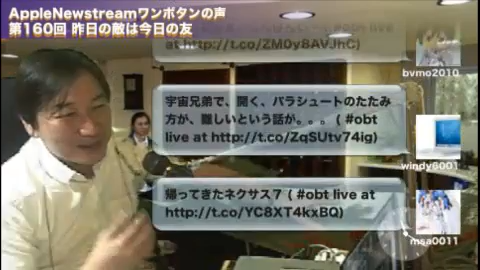 AppleNewstreamワンボタンの声
第160回 昨日の敵は今日の友
live at
http://t.co/ZM0y8AVJhC)
bvmo2010
宇宙兄弟で、開く、パラシュートのたたみ
方が、難しいという話が。。。 ( #obt
live at http://t.co/ZqSUtv74ig)
windy6001
帰ってきたネクサス７ ( #obt live at
http://t.co/YC8XT4kxBQ)
msa0011